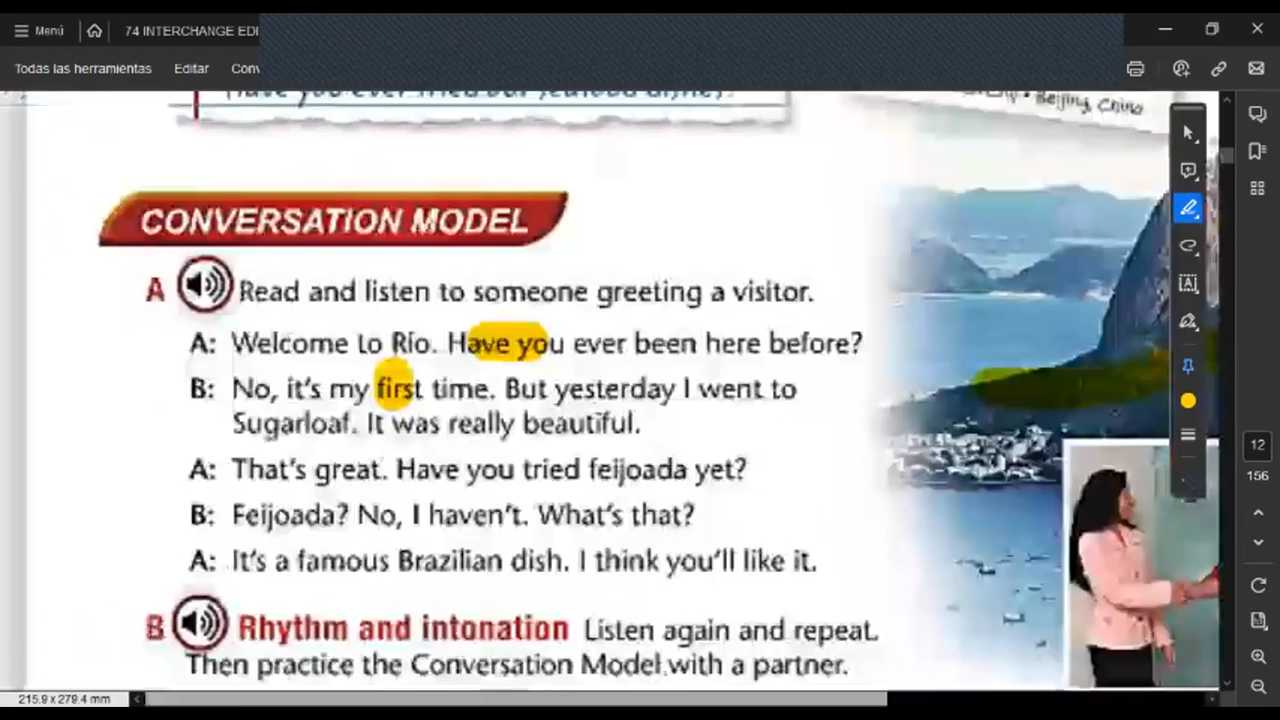 Menú 74 INTERCHANGE EDI
Todas las herramientas Editar Conv
Beijing, China
CONVERSATION MODEL
A Read and listen to someone greeting a visitor.
A: Welcome to Rio. Have you ever been here before?
B: No, it's my first time. But yesterday I went to
Sugarloaf. It was really beautiful.
A: That's great. Have you tried feijoada yet?
B: Feijoada? No, I haven't. What's that?
A: It's a famous Brazilian dish. I think you'll like it.
B Rhythm and intonation Listen again and repeat.
Then practice the Conversation Model with a partner.
12
156
215.9 x 279.4 mm